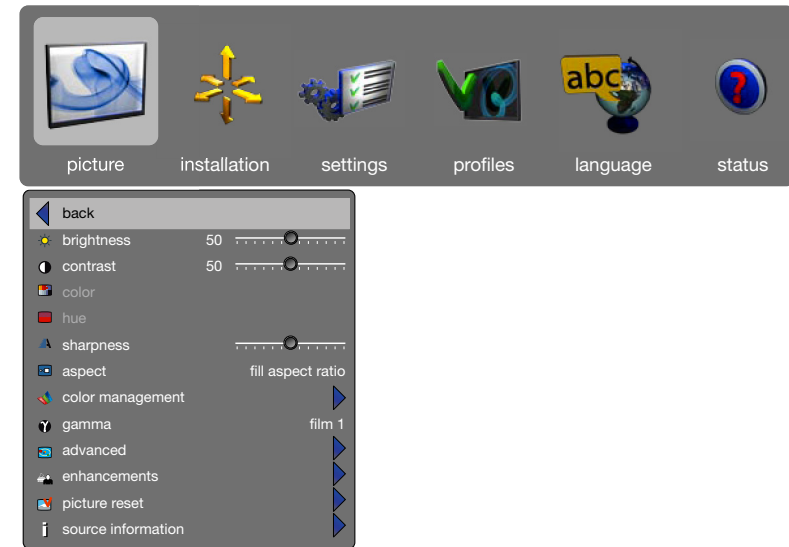 abc
picture installation settings profiles language status
back
brightness 50
contrast 50
color
hue
sharpness
aspect fill aspect ratio
color management
gamma film 1
advanced
enhancements
picture reset
source information